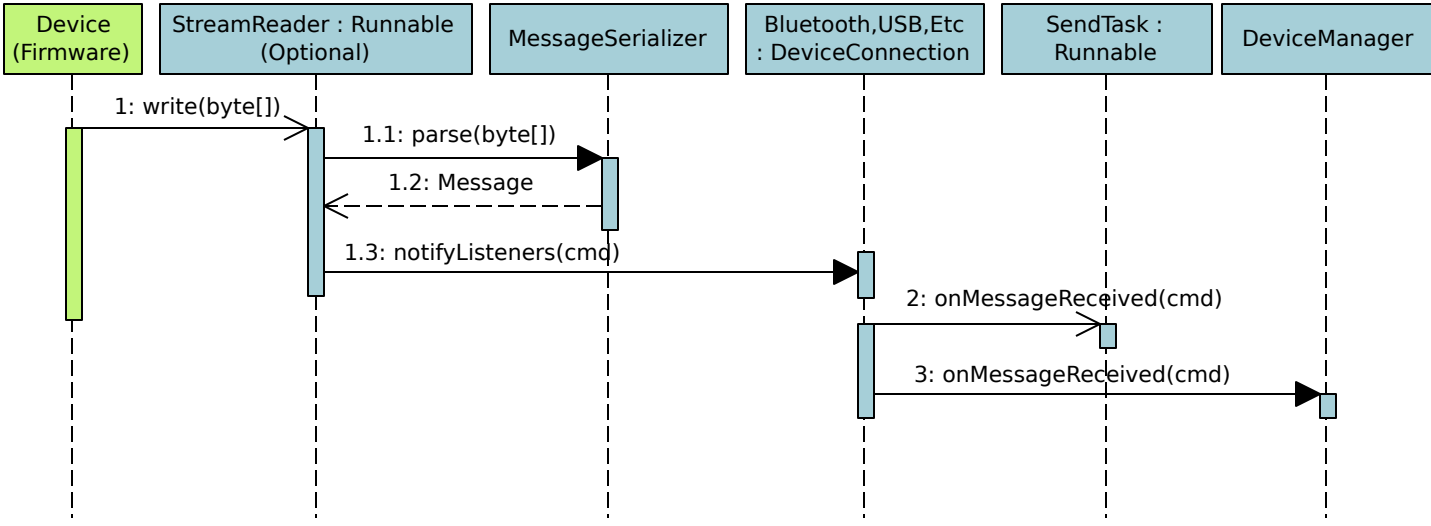 Device
(Firmware)
StreamReader : Runnable
(Optional)
MessageSerializer
Bluetooth,USB,Etc
: DeviceConnection
SendTask :
Runnable
DeviceManager
1: write(byte[])
1.1: parse(byte[])
1.2: Message
1.3: notifyListeners(cmd)
2: onMessageReceived(cmd)
3: onMessageReceived(cmd)